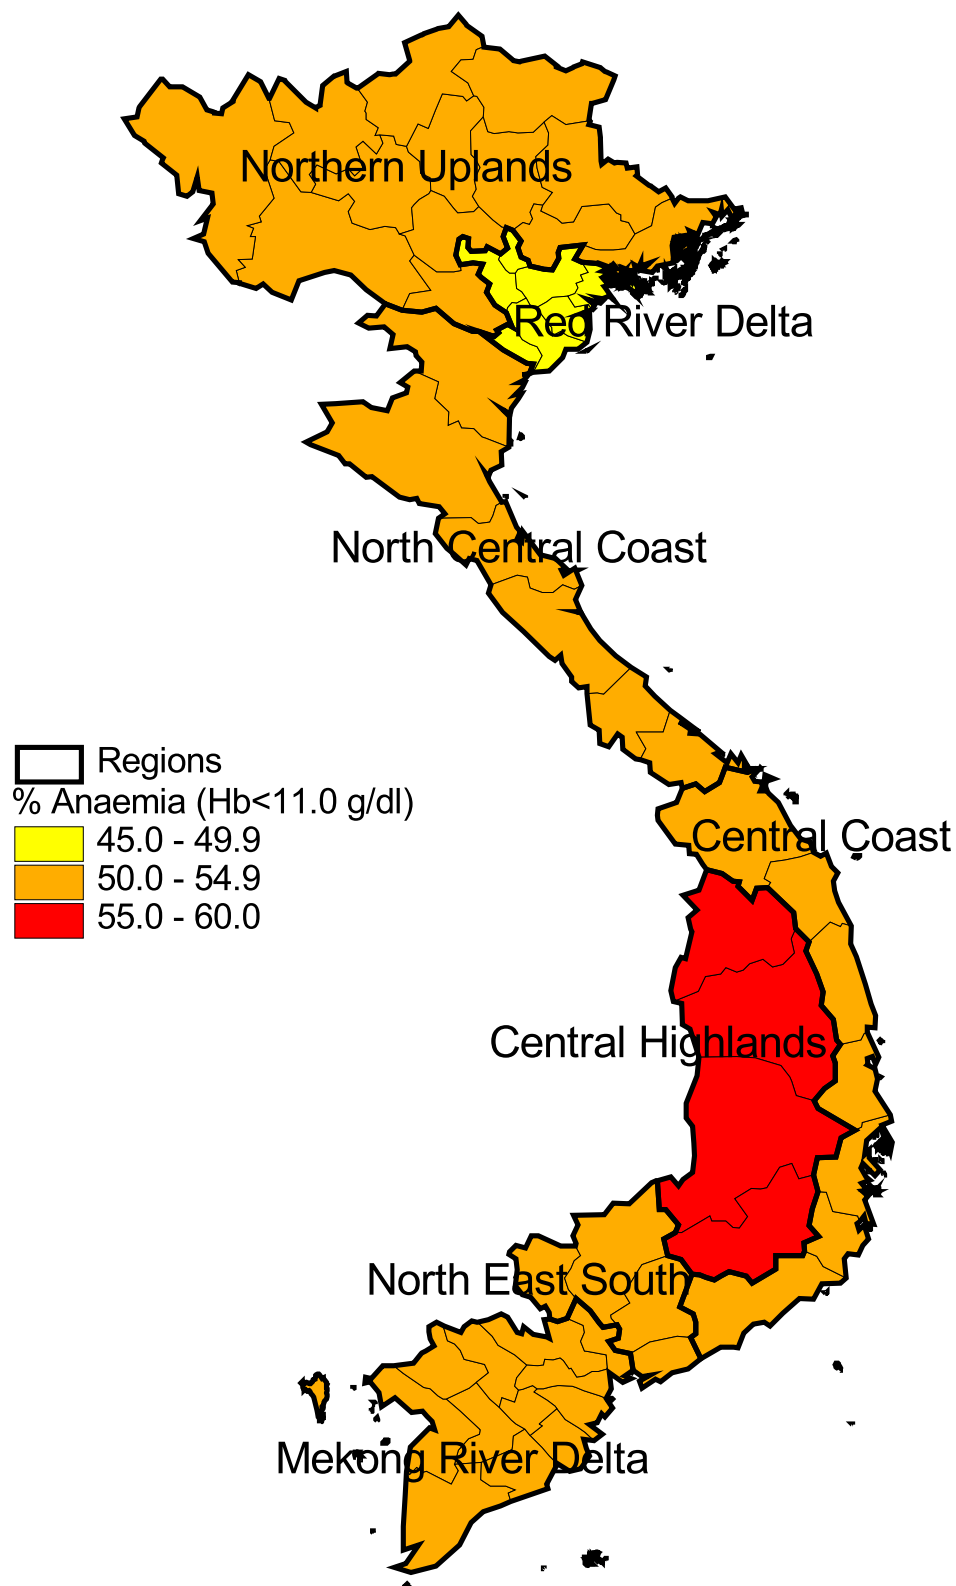 Northern Uplands
Red River Delta
North Central Coast
Regions
% Anaemia (Hb<11.0 g/dl)
45.0 - 49.9
50.0 - 54.9
55.0 - 60.0
Central Coast
Central Highlands
North East South
Mekong River Delta